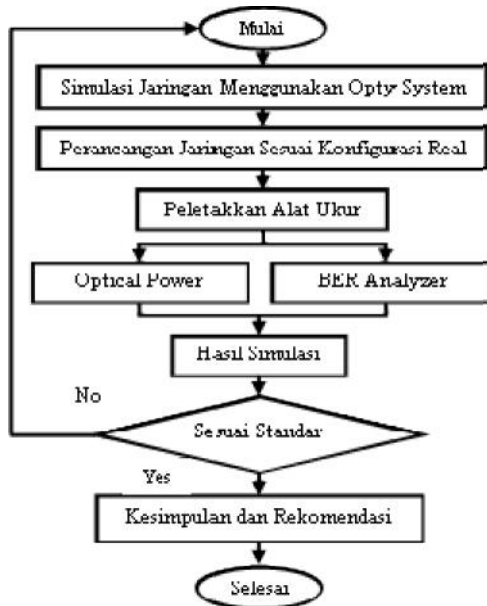 Mulai
Simulasi Jaringan Menggunakan Opty System
Perancangan Jaringan Sesuai Konfigurasi Real
Peletakkan Alat Ukur
Optical Power
BER Analyzer
Hasil Simulasi
No
Sesuai Standar
Yes
Kesimpulan dan Rekomendasi
Selesai